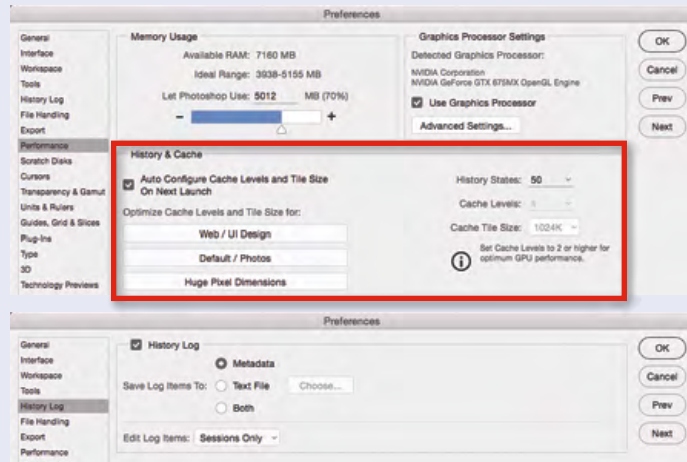 Preferences
General
Interface
Workspace
Tools
History Log
File Handling
Export
Performance
Scratch Disks
Cursors
Transparency & Gamut
Units & Rulers
Guides, Grid & Slices
Plug-Ins
Type
3D
Technology Previews
Memory Usage
Available RAM: 7160 MB
Ideal Range: 3938-5155 MB
Let Photoshop Use: 5012 MB (70%)
- +
Graphics Processor Settings
Detected Graphics Processor:
NVIDIA Corporation
NVIDIA GeForce GTX 675MX OpenGL Engine
Use Graphics Processor
Advanced Settings...
History & Cache
Auto Configure Cache Levels and Tile Size
On Next Launch
Optimize Cache Levels and Tile Size for:
Web / UI Design
Default / Photos
Huge Pixel Dimensions
History States: 50
Cache Levels:
Cache Tile Size: 1024K
Set Cache Levels to 2 or higher for
optimum GPU performance.
OK
Cancel
Prev
Next
Preferences
General
Interface
Workspace
Tools
History Log
File Handling
Export
Performance
History Log
Save Log Items To:
Metadata
Text File
Choose...
Both
Edit Log Items: Sessions Only
OK
Cancel
Prev
Next